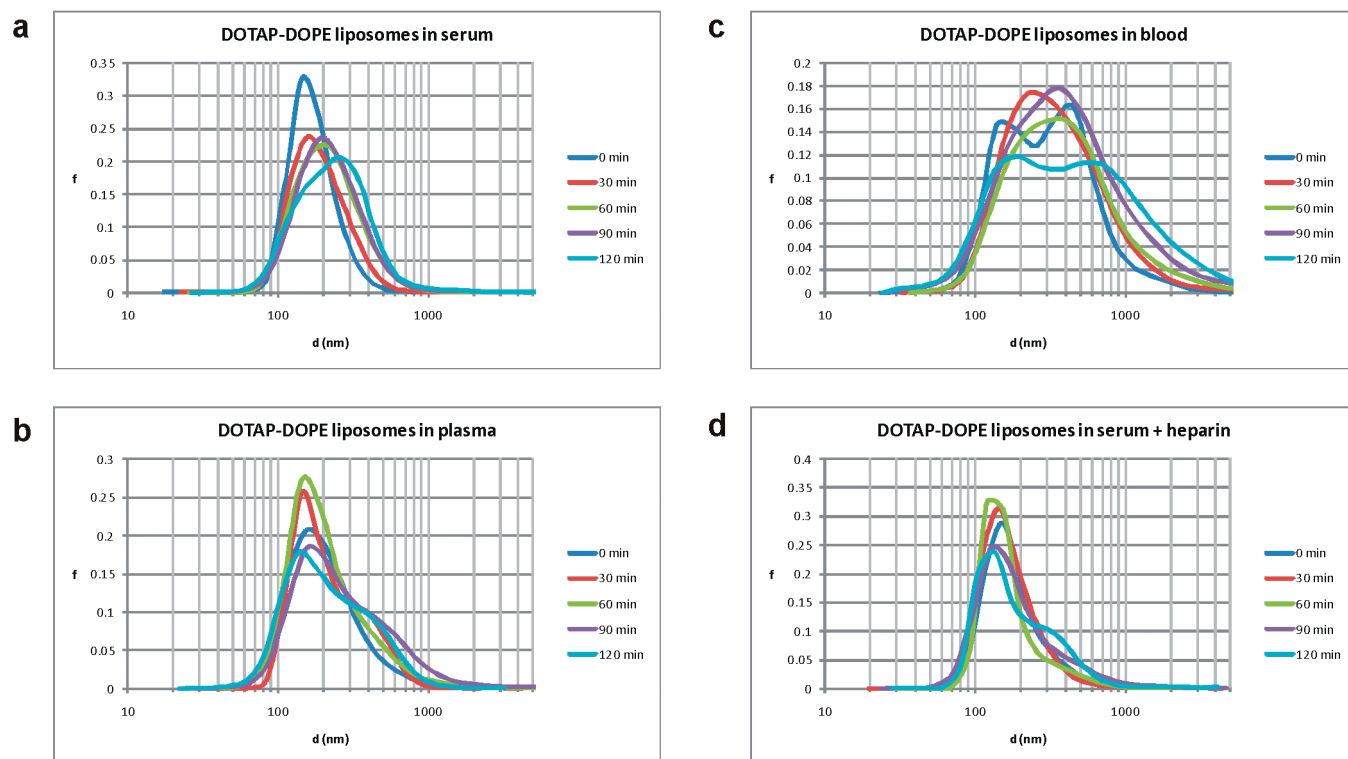 a
DOTAP-DOPE liposomes in serum
0.35
0.3
0.25
0.2
0.15
0.1
0.05
0
f
10
100
1000
d (nm)
0 min
30 min
60 min
90 min
120 min
b
DOTAP-DOPE liposomes in plasma
0.3
0.25
0.2
0.15
0.1
0.05
0
f
10
100
1000
d (nm)
0 min
30 min
60 min
90 min
120 min
c
DOTAP-DOPE liposomes in blood
0.2
0.18
0.16
0.14
0.12
0.1
0.08
0.06
0.04
0.02
0
f
10
100
1000
d (nm)
0 min
30 min
60 min
90 min
120 min
d
DOTAP-DOPE liposomes in serum + heparin
0.4
0.35
0.3
0.25
0.2
0.15
0.1
0.05
0
f
10
100
1000
d (nm)
0 min
30 min
60 min
90 min
120 min